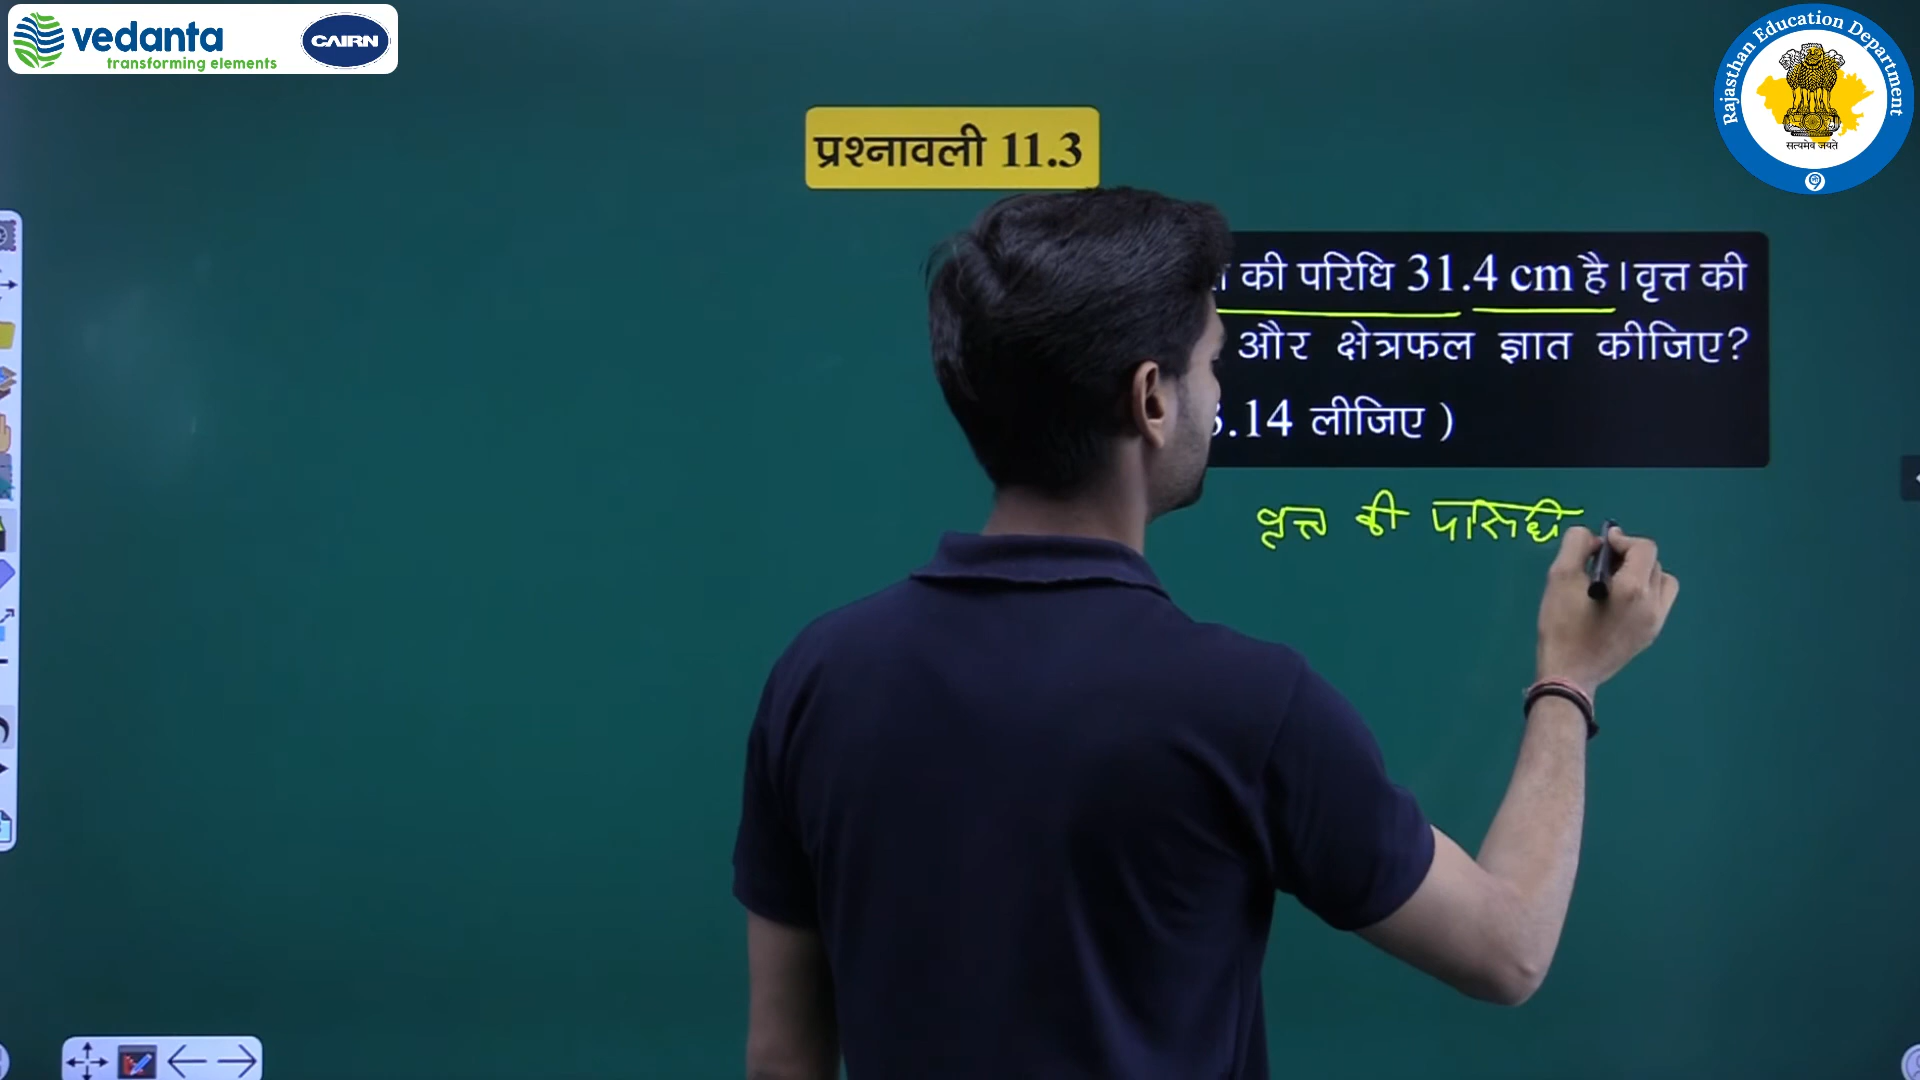 vedanta
transforming elements
CAIRN
Rajasthan Education Department
सत्यमेव जयते
प्रश्नावली 11.3
की परिधि 31.4 cm है। वृत्त की
और क्षेत्रफल ज्ञात कीजिए?
.14 लीजिए )
वृत्त की परिधि